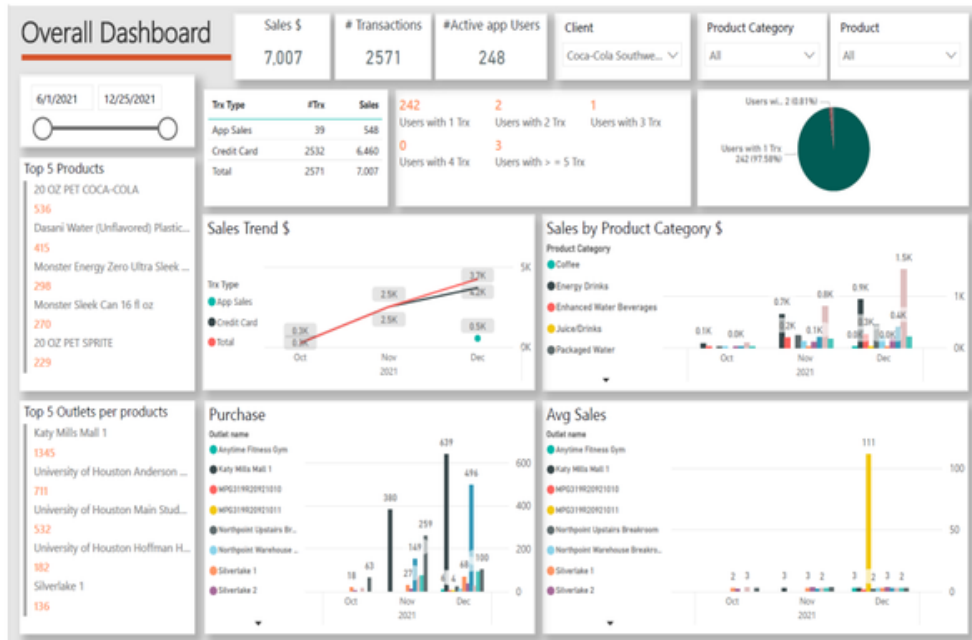 Overall Dashboard
Sales $
7,007
# Transactions
2571
#Active app Users
248
Client
Coca-Cola Southwe...
Product Category
All
Product
All
6/1/2021 12/25/2021
Trx Type #Trx Sales
App Sales 39 548
Credit Card 2532 6,460
Total 2571 7,007
242
Users with 1 Trx
2
Users with 2 Trx
1
Users with 3 Trx
0
Users with 4 Trx
3
Users with > = 5 Trx
Users wi... 2 (0.81%)
Users with 1 Trx
242 (97.58%)
Top 5 Products
20 OZ PET COCA-COLA
536
Dasani Water (Unflavored) Plastic...
415
Monster Energy Zero Ultra Sleek ...
298
Monster Sleek Can 16 fl oz
270
20 OZ PET SPRITE
229
Sales Trend $
Trx Type
App Sales
Credit Card
Total
5K
3.7K
4.2K
2.5K
2.5K
0.5K
0.3K
0K
Oct Nov Dec
2021
Sales by Product Category $
Product Category
Coffee
Energy Drinks
Enhanced Water Beverages
Juice/Drinks
Packaged Water
1.5K
0.9K
0.8K
0.7K
0.4K
0.3K
0.2K
0.1K
0.1K
0.0K
0.0K
0.0K
1K
0K
Oct Nov Dec
2021
Top 5 Outlets per products
Katy Mills Mall 1
1345
University of Houston Anderson ...
711
University of Houston Main Stud...
532
University of Houston Hoffman H...
182
Silverlake 1
136
Purchase
Outlet name
Anytime Fitness Gym
Katy Mills Mall 1
MPG319R20921010
MPG319R20921011
Northpoint Upstairs Br...
Northpoint Warehouse ...
Silverlake 1
Silverlake 2
18 63 380 27 149 259 639 6 4 68 496 100
600
400
200
0
Oct Nov Dec
2021
Avg Sales
Outlet name
Anytime Fitness Gym
Katy Mills Mall 1
MPG319R20921010
MPG319R20921011
Northpoint Upstairs Breakroom
Northpoint Warehouse Breakro...
Silverlake 1
Silverlake 2
111
2 3 3 3 3 2 3 2 3 2
100
50
0
Oct Nov Dec
2021